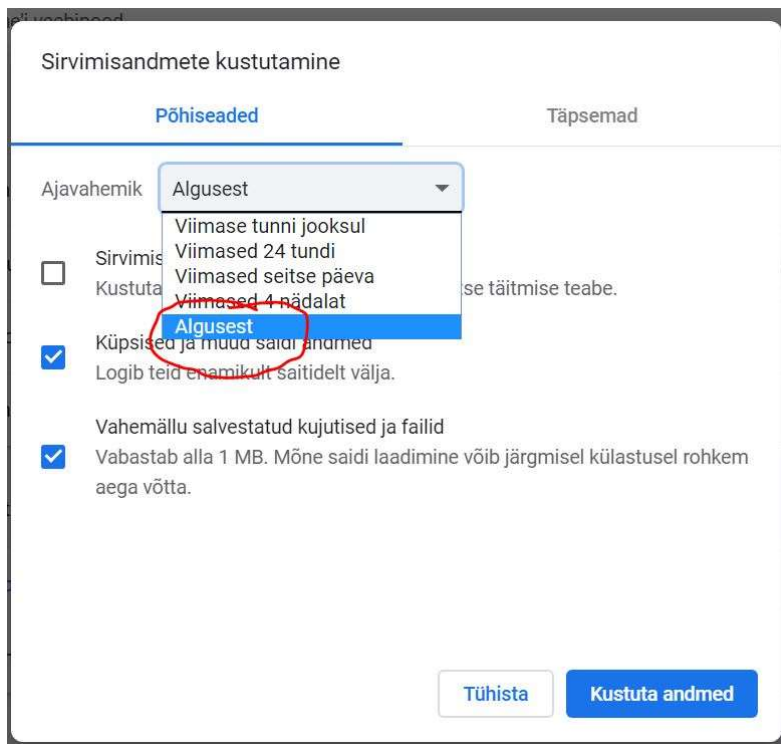 Sirvimisandmete kustutamine
Põhiseaded
Täpsemad
Ajavahemik
Algusest
Viimase tunni jooksul
Viimased 24 tundi
Viimased seitse päeva
Viimased 4 nädalat
Algusest
Kustuta
täitmise teabe.
Küpsised ja muud saidi andmed
Logib teid enamikult saitidelt välja.
Vahemällu salvestatud kujutised ja failid
Vabastab alla 1 MB. Mõne saidi laadimine võib järgmisel külastusel rohkem
aega võtta.
Tühista
Kustuta andmed